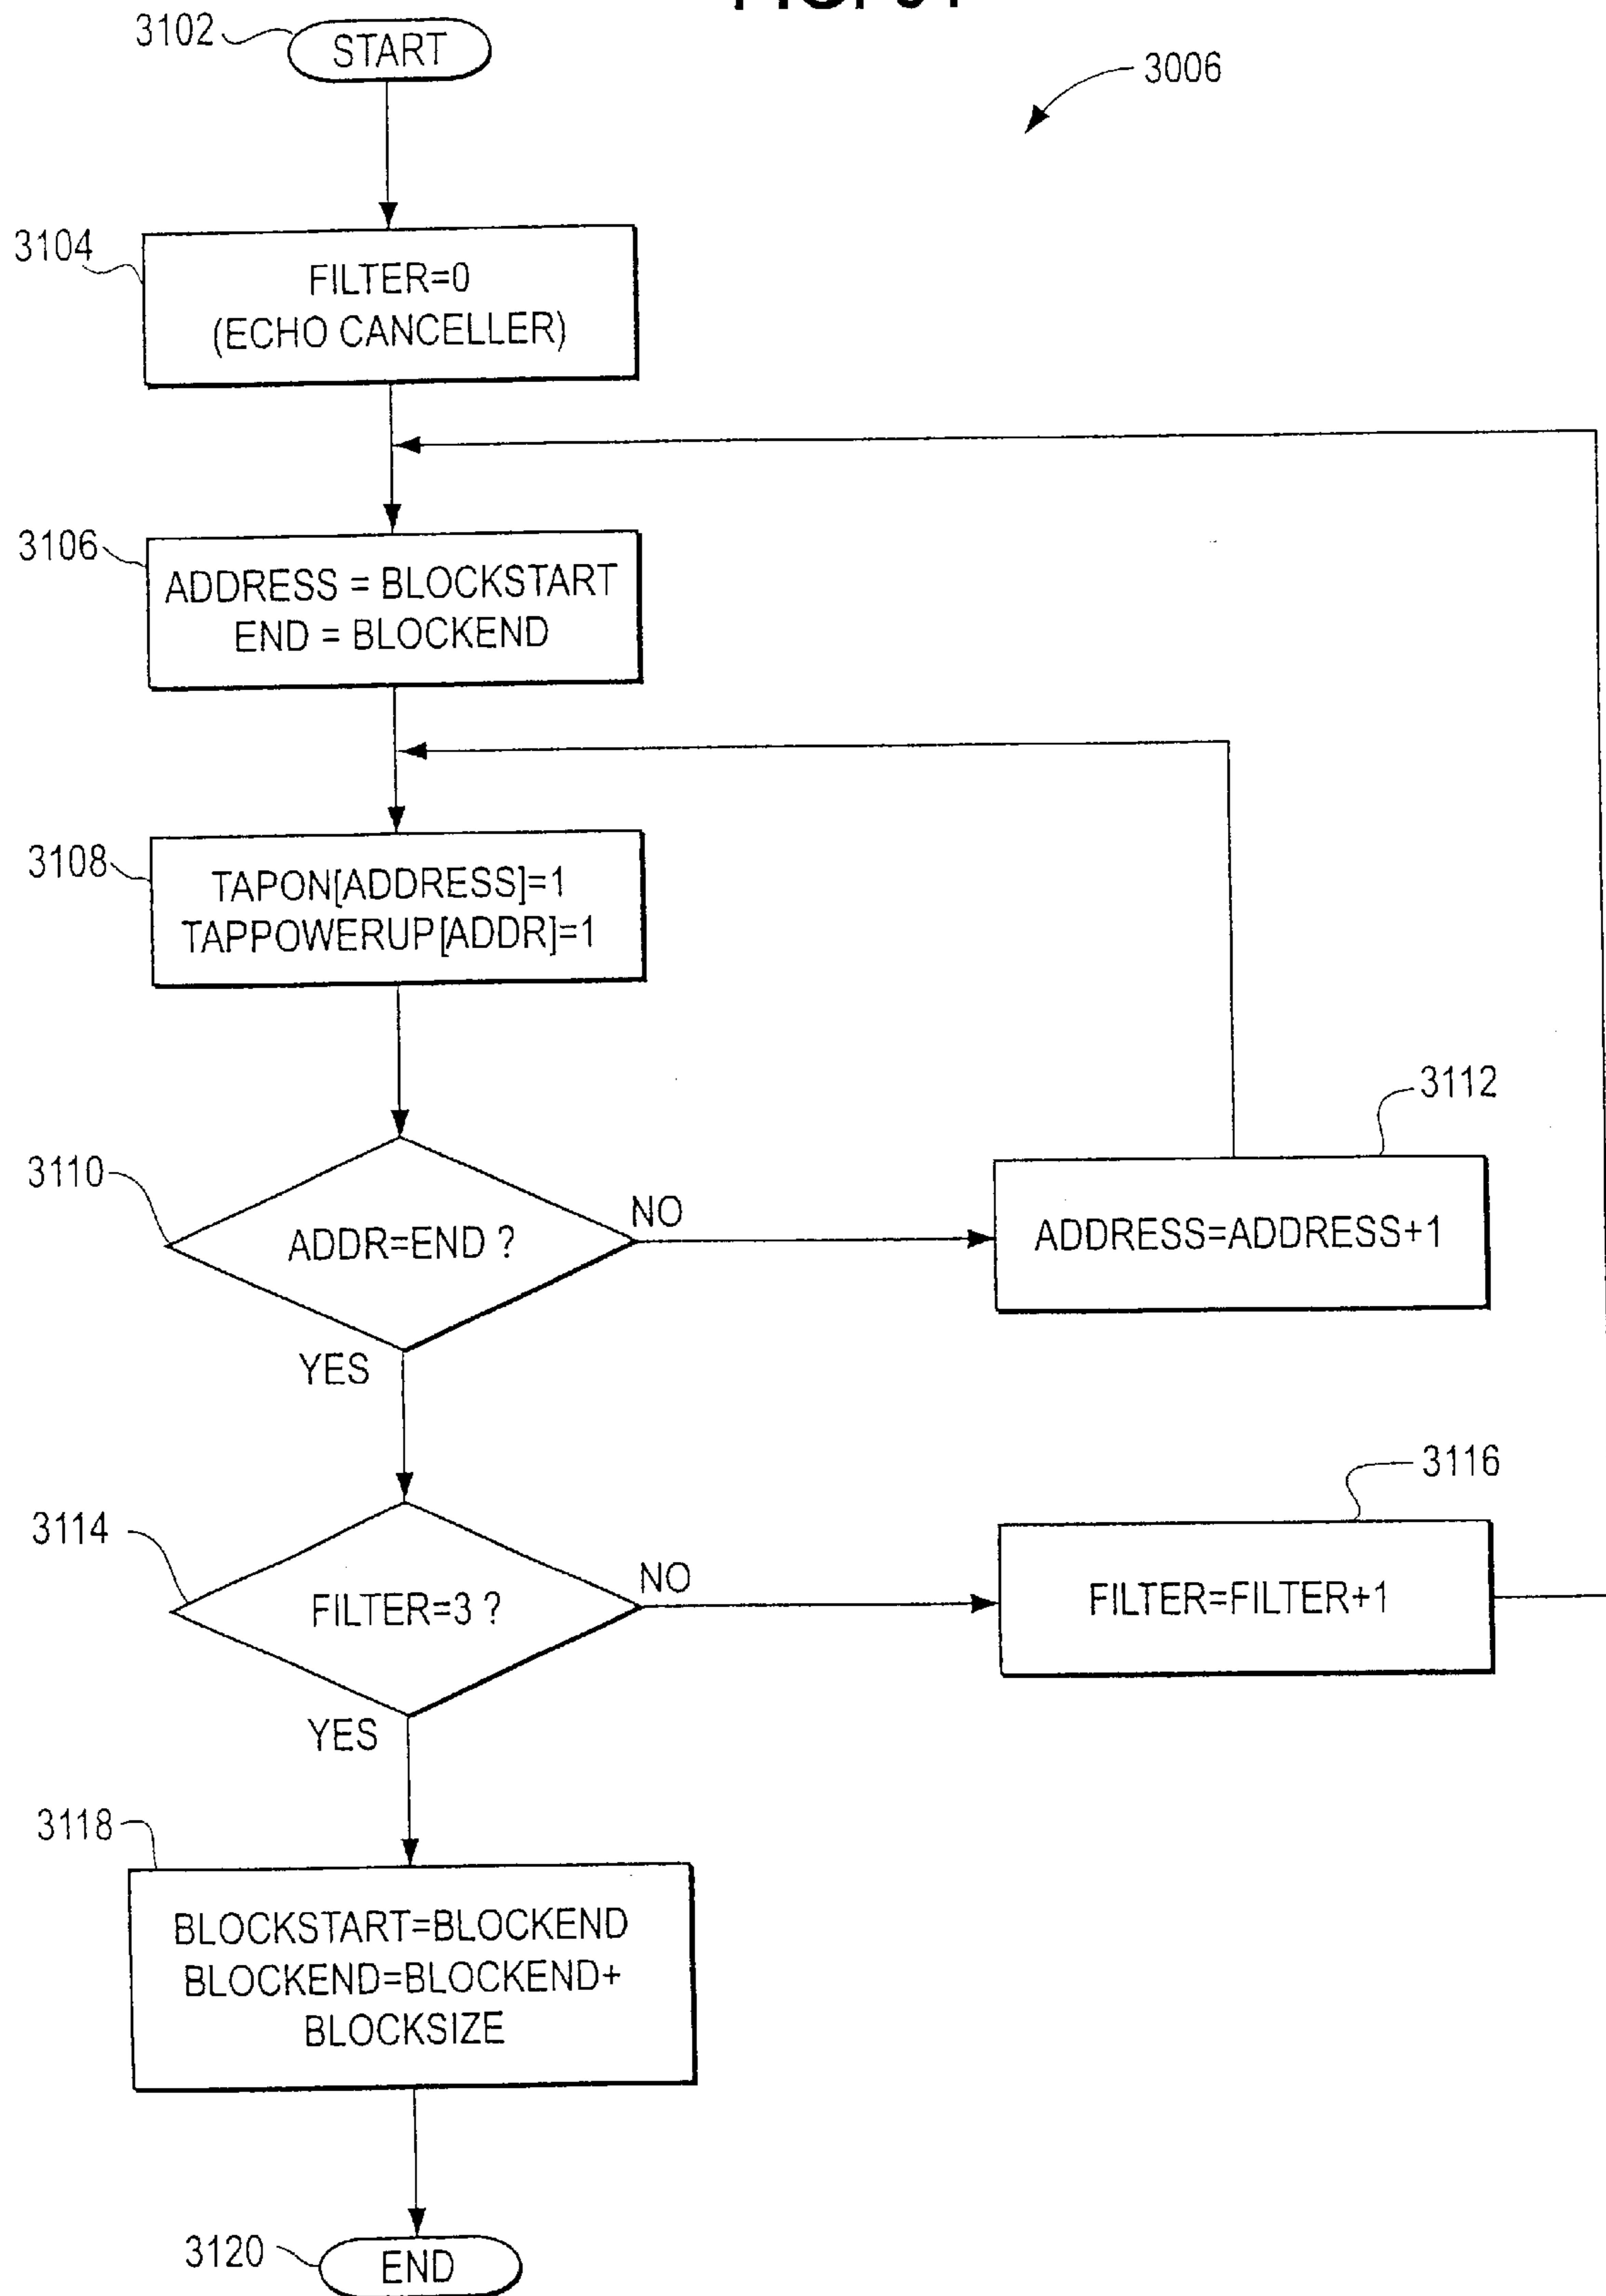 3102
START
3006
3104
FILTER=0
(ECHO CANCELLER)
3106
ADDRESS = BLOCKSTART
END = BLOCKEND
3108
TAPON[ADDRESS]=1
TAPPOWERUP[ADDR]=1
3110
ADDR=END ?
NO
YES
3112
ADDRESS=ADDRESS+1
3114
FILTER=3 ?
NO
YES
3116
FILTER=FILTER+1
3118
BLOCKSTART=BLOCKEND
BLOCKEND=BLOCKEND+
BLOCKSIZE
3120
END